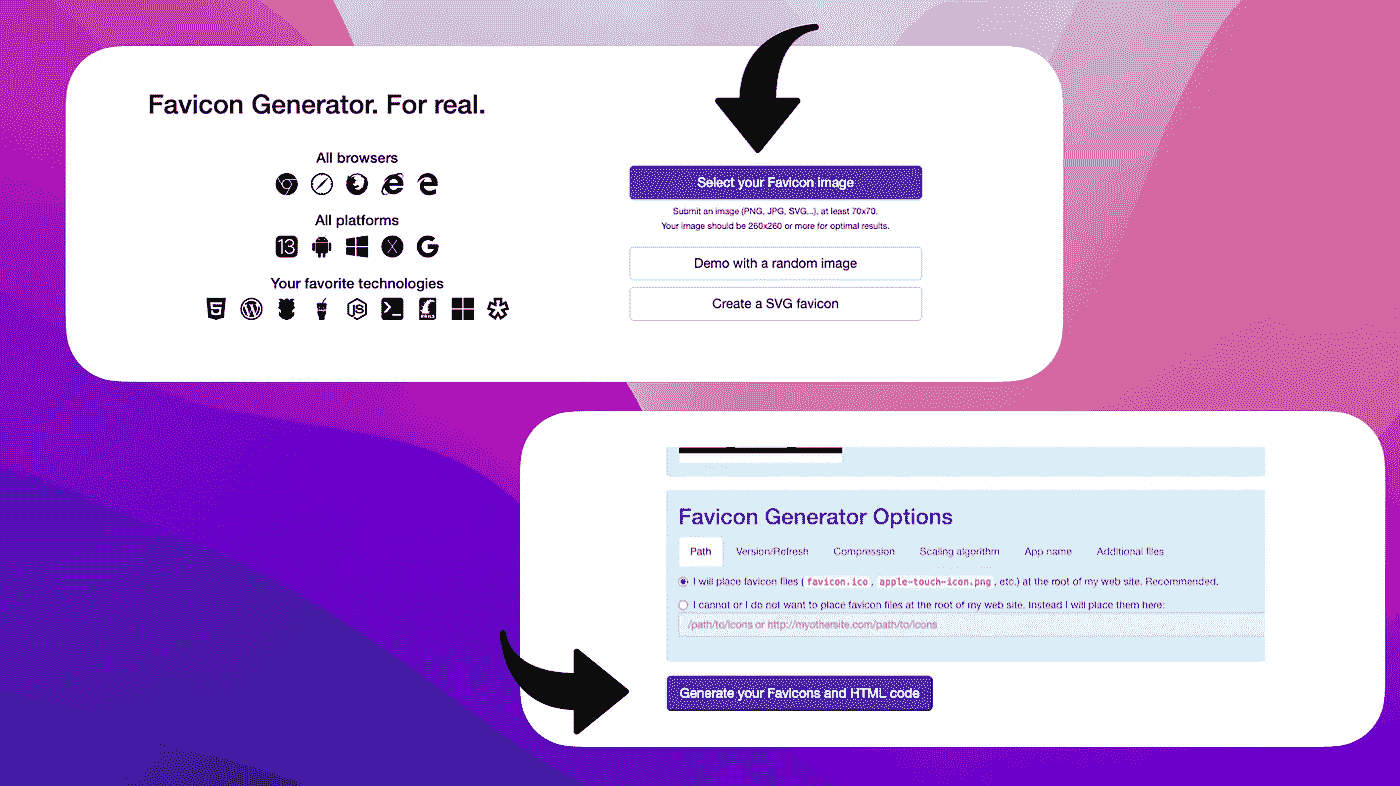 Favicon Generator. For real.
All browsers
All platforms
13
X
G
Your favorite technologies
5
W
JS
RAILS
Select your Favicon image
Submit an image (PNG, JPG, SVG...), at least 70x70.
Your image should be 260x260 or more for optimal results.
Demo with a random image
Create a SVG favicon
Favicon Generator Options
Path Version/Refresh Compression Scaling algorithm App name Additional files
I will place favicon files ( favicon.ico , apple-touch-icon.png , etc.) at the root of my web site. Recommended.
I cannot or I do not want to place favicon files at the root of my web site. Instead I will place them here:
/path/to/icons or http://myothersite.com/path/to/icons
Generate your Favicons and HTML code